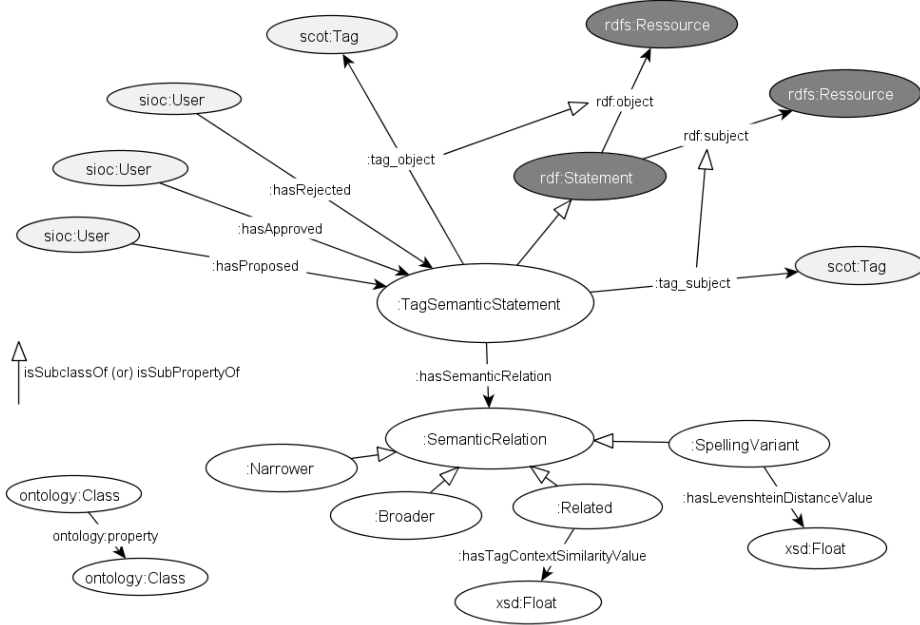 rdfs:Ressource
scot:Tag
rdfs:Ressource
sioc:User
rdf:object
rdf:subject
:tag_object
sioc:User
rdf:Statement
:hasRejected
sioc:User
:hasApproved
:hasProposed
scot:Tag
:tag_subject
:TagSemanticStatement
isSubclassOf (or) isSubPropertyOf
:hasSemanticRelation
:SemanticRelation
:SpellingVariant
:Narrower
ontology:Class
:hasLevenshteinDistanceValue
:Related
:Broader
ontology:property
xsd:Float
:hasTagContextSimilarityValue
ontology:Class
xsd:Float